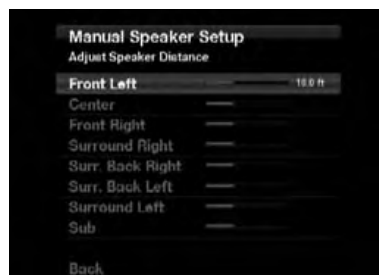 Manual Speaker Setup
Adjust Speaker Distance
Front Left 10.0 ft
Center
Front Right
Surround Right
Surr. Back Right
Surr. Back Left
Surround Left
Sub
Back